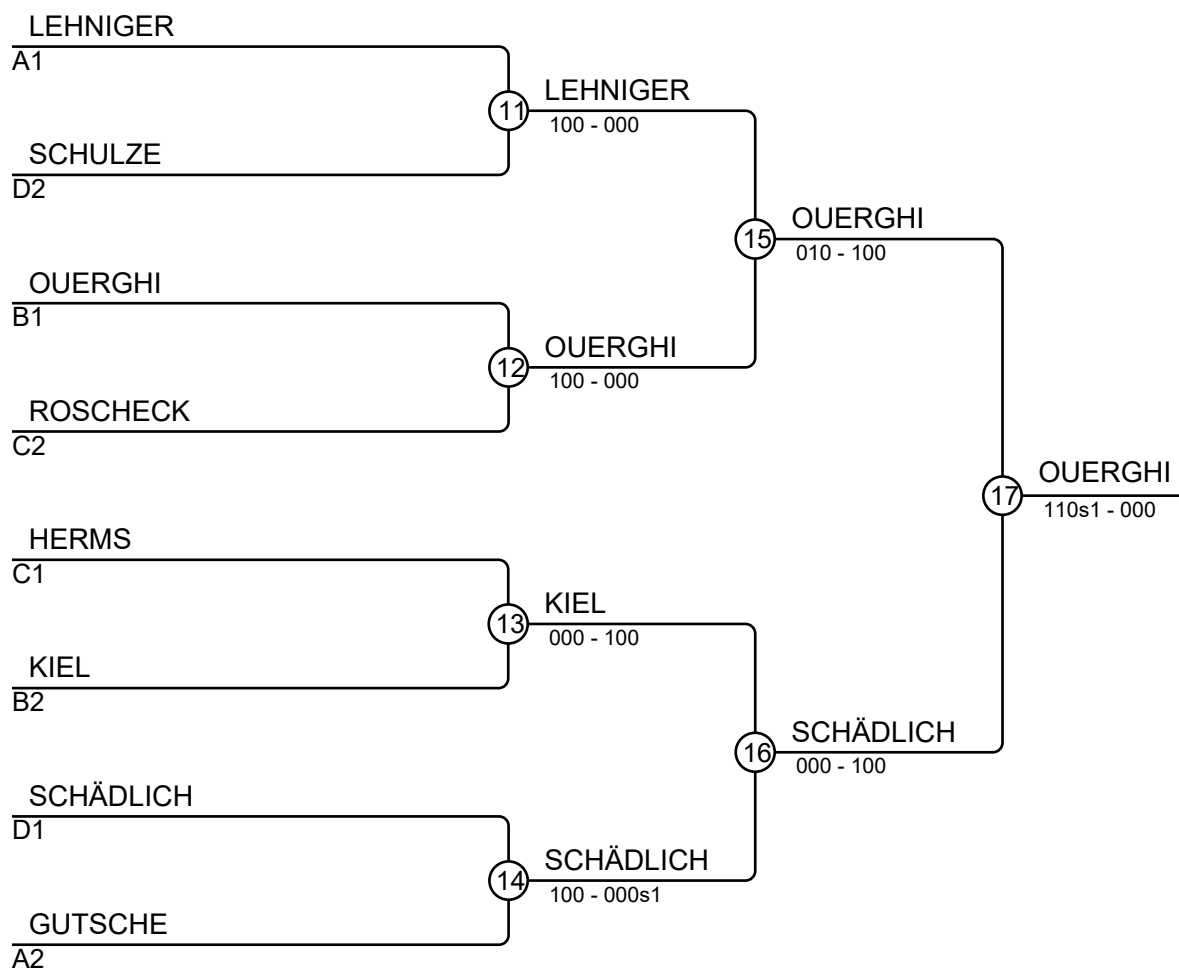 LEHNIGER
A1
11
LEHNIGER
100 - 000
SCHULZE
D2
15
OUERGHI
010 - 100
OUERGHI
B1
12
OUERGHI
100 - 000
ROSCHECK
C2
17
OUERGHI
110s1 - 000
HERMS
C1
13
KIEL
000 - 100
KIEL
B2
16
SCHÄDLICH
000 - 100
SCHÄDLICH
D1
14
SCHÄDLICH
100 - 000s1
GUTSCHE
A2